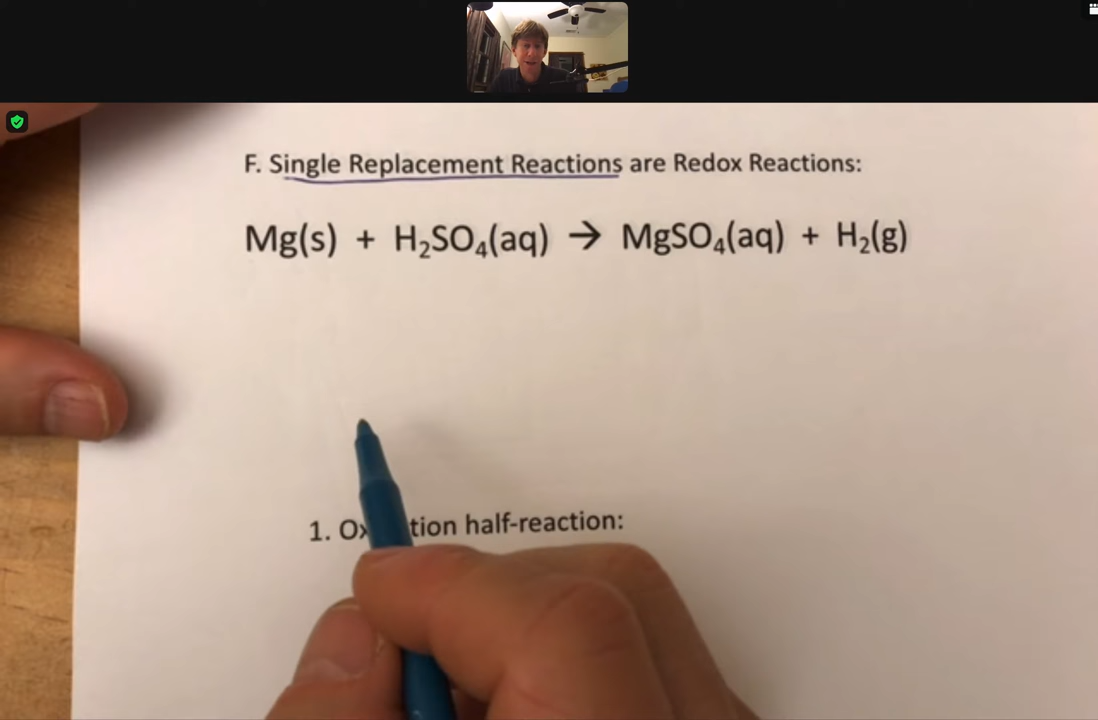 F. Single Replacement Reactions are Redox Reactions:
Mg(s) + H₂SO₄(aq) → MgSO₄(aq) + H₂(g)
1. Ox tion half-reaction: